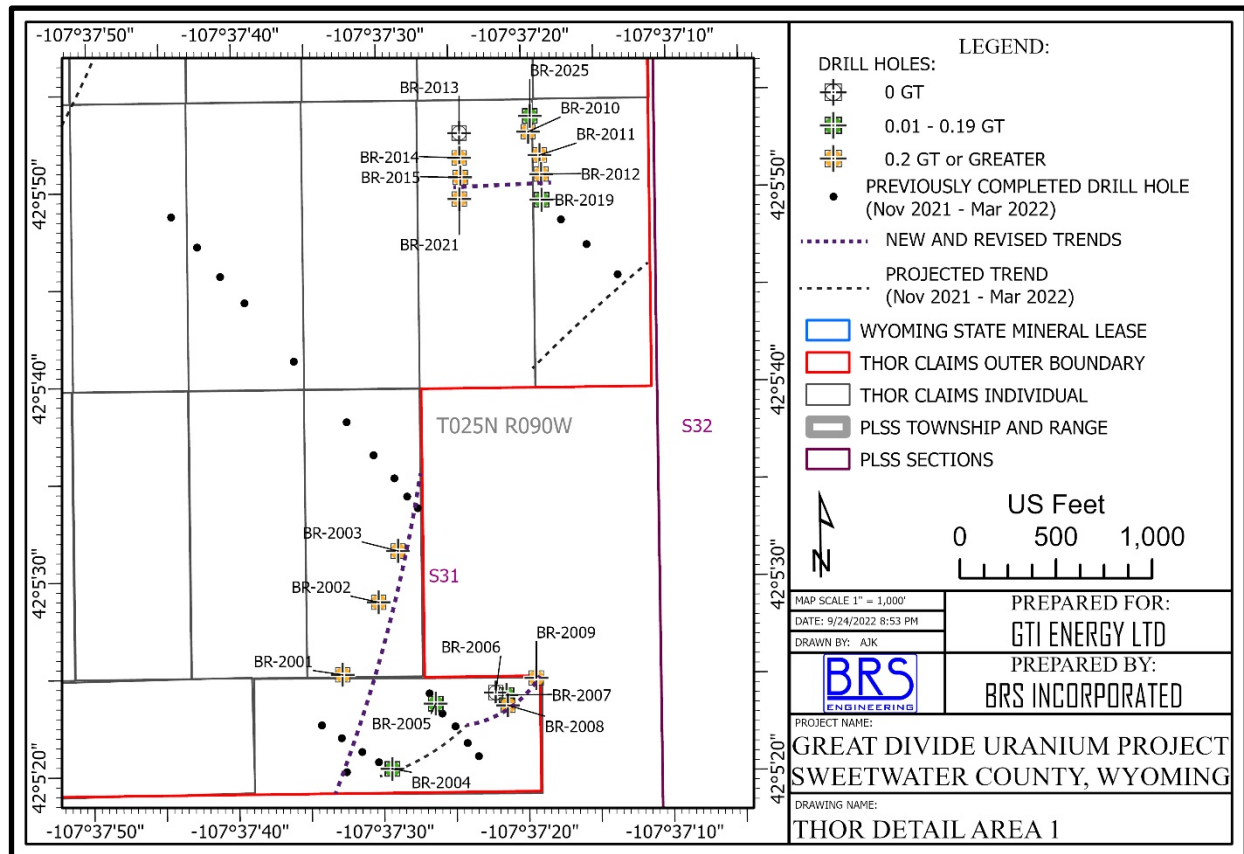 -107°37'50" -107°37'40" -107°37'30" -107°37'20" -107°37'10"
BR-2025
BR-2013
BR-2010
BR-2011
BR-2014
BR-2015
BR-2012
BR-2019
BR-2021
42°5'50" 42°5'50"
42°5'40" 42°5'40"
T025N R090W
S32
BR-2003
42°5'30" 42°5'30"
S31
BR-2002
BR-2009
BR-2006
BR-2001
BR-2007
BR-2005
BR-2008
BR-2004
42°5'20" 42°5'20"
-107°37'50" -107°37'40" -107°37'30" -107°37'20" -107°37'10"
LEGEND:
DRILL HOLES:
0 GT
0.01 - 0.19 GT
0.2 GT or GREATER
PREVIOUSLY COMPLETED DRILL HOLE
(Nov 2021 - Mar 2022)
NEW AND REVISED TRENDS
PROJECTED TREND
(Nov 2021 - Mar 2022)
WYOMING STATE MINERAL LEASE
THOR CLAIMS OUTER BOUNDARY
THOR CLAIMS INDIVIDUAL
PLSS TOWNSHIP AND RANGE
PLSS SECTIONS
N
US Feet
0 500 1,000
MAP SCALE 1" = 1,000'
DATE: 9/24/2022 8:53 PM
DRAWN BY: AJK
PREPARED FOR:
GTI ENERGY LTD
BRS
ENGINEERING
PREPARED BY:
BRS INCORPORATED
PROJECT NAME:
GREAT DIVIDE URANIUM PROJECT
SWEETWATER COUNTY, WYOMING
DRAWING NAME:
THOR DETAIL AREA 1